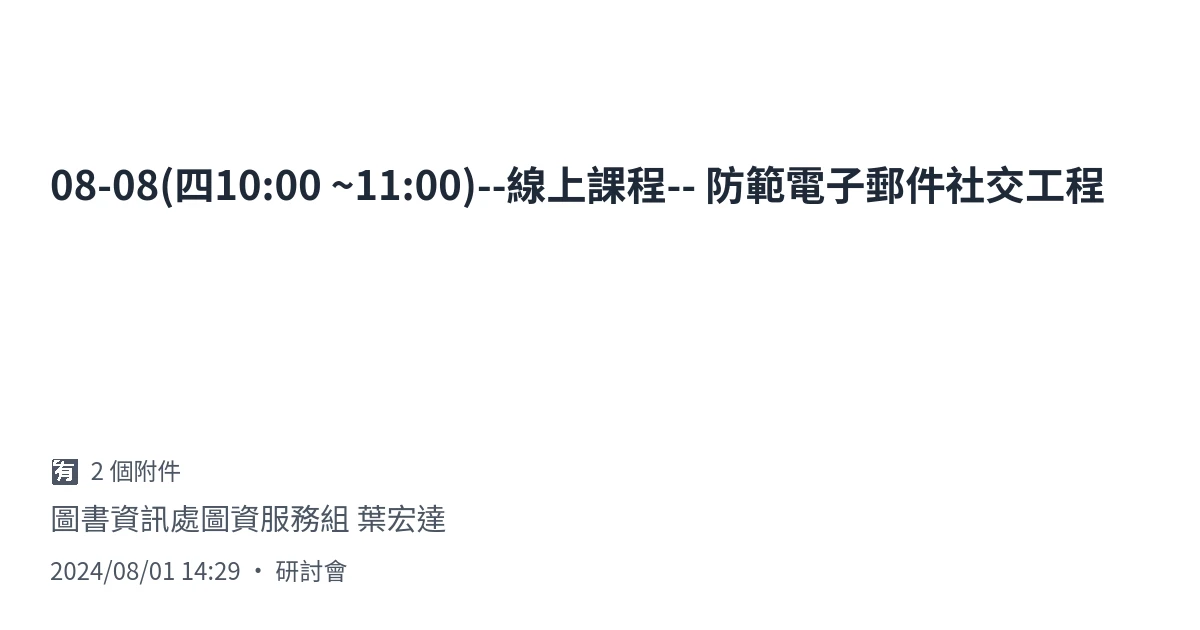 08-08(四10:00 ~11:00)--線上課程-- 防範電子郵件社交工程
有 2 個附件
圖書資訊處圖資服務組 葉宏達
2024/08/01 14:29 • 研討會